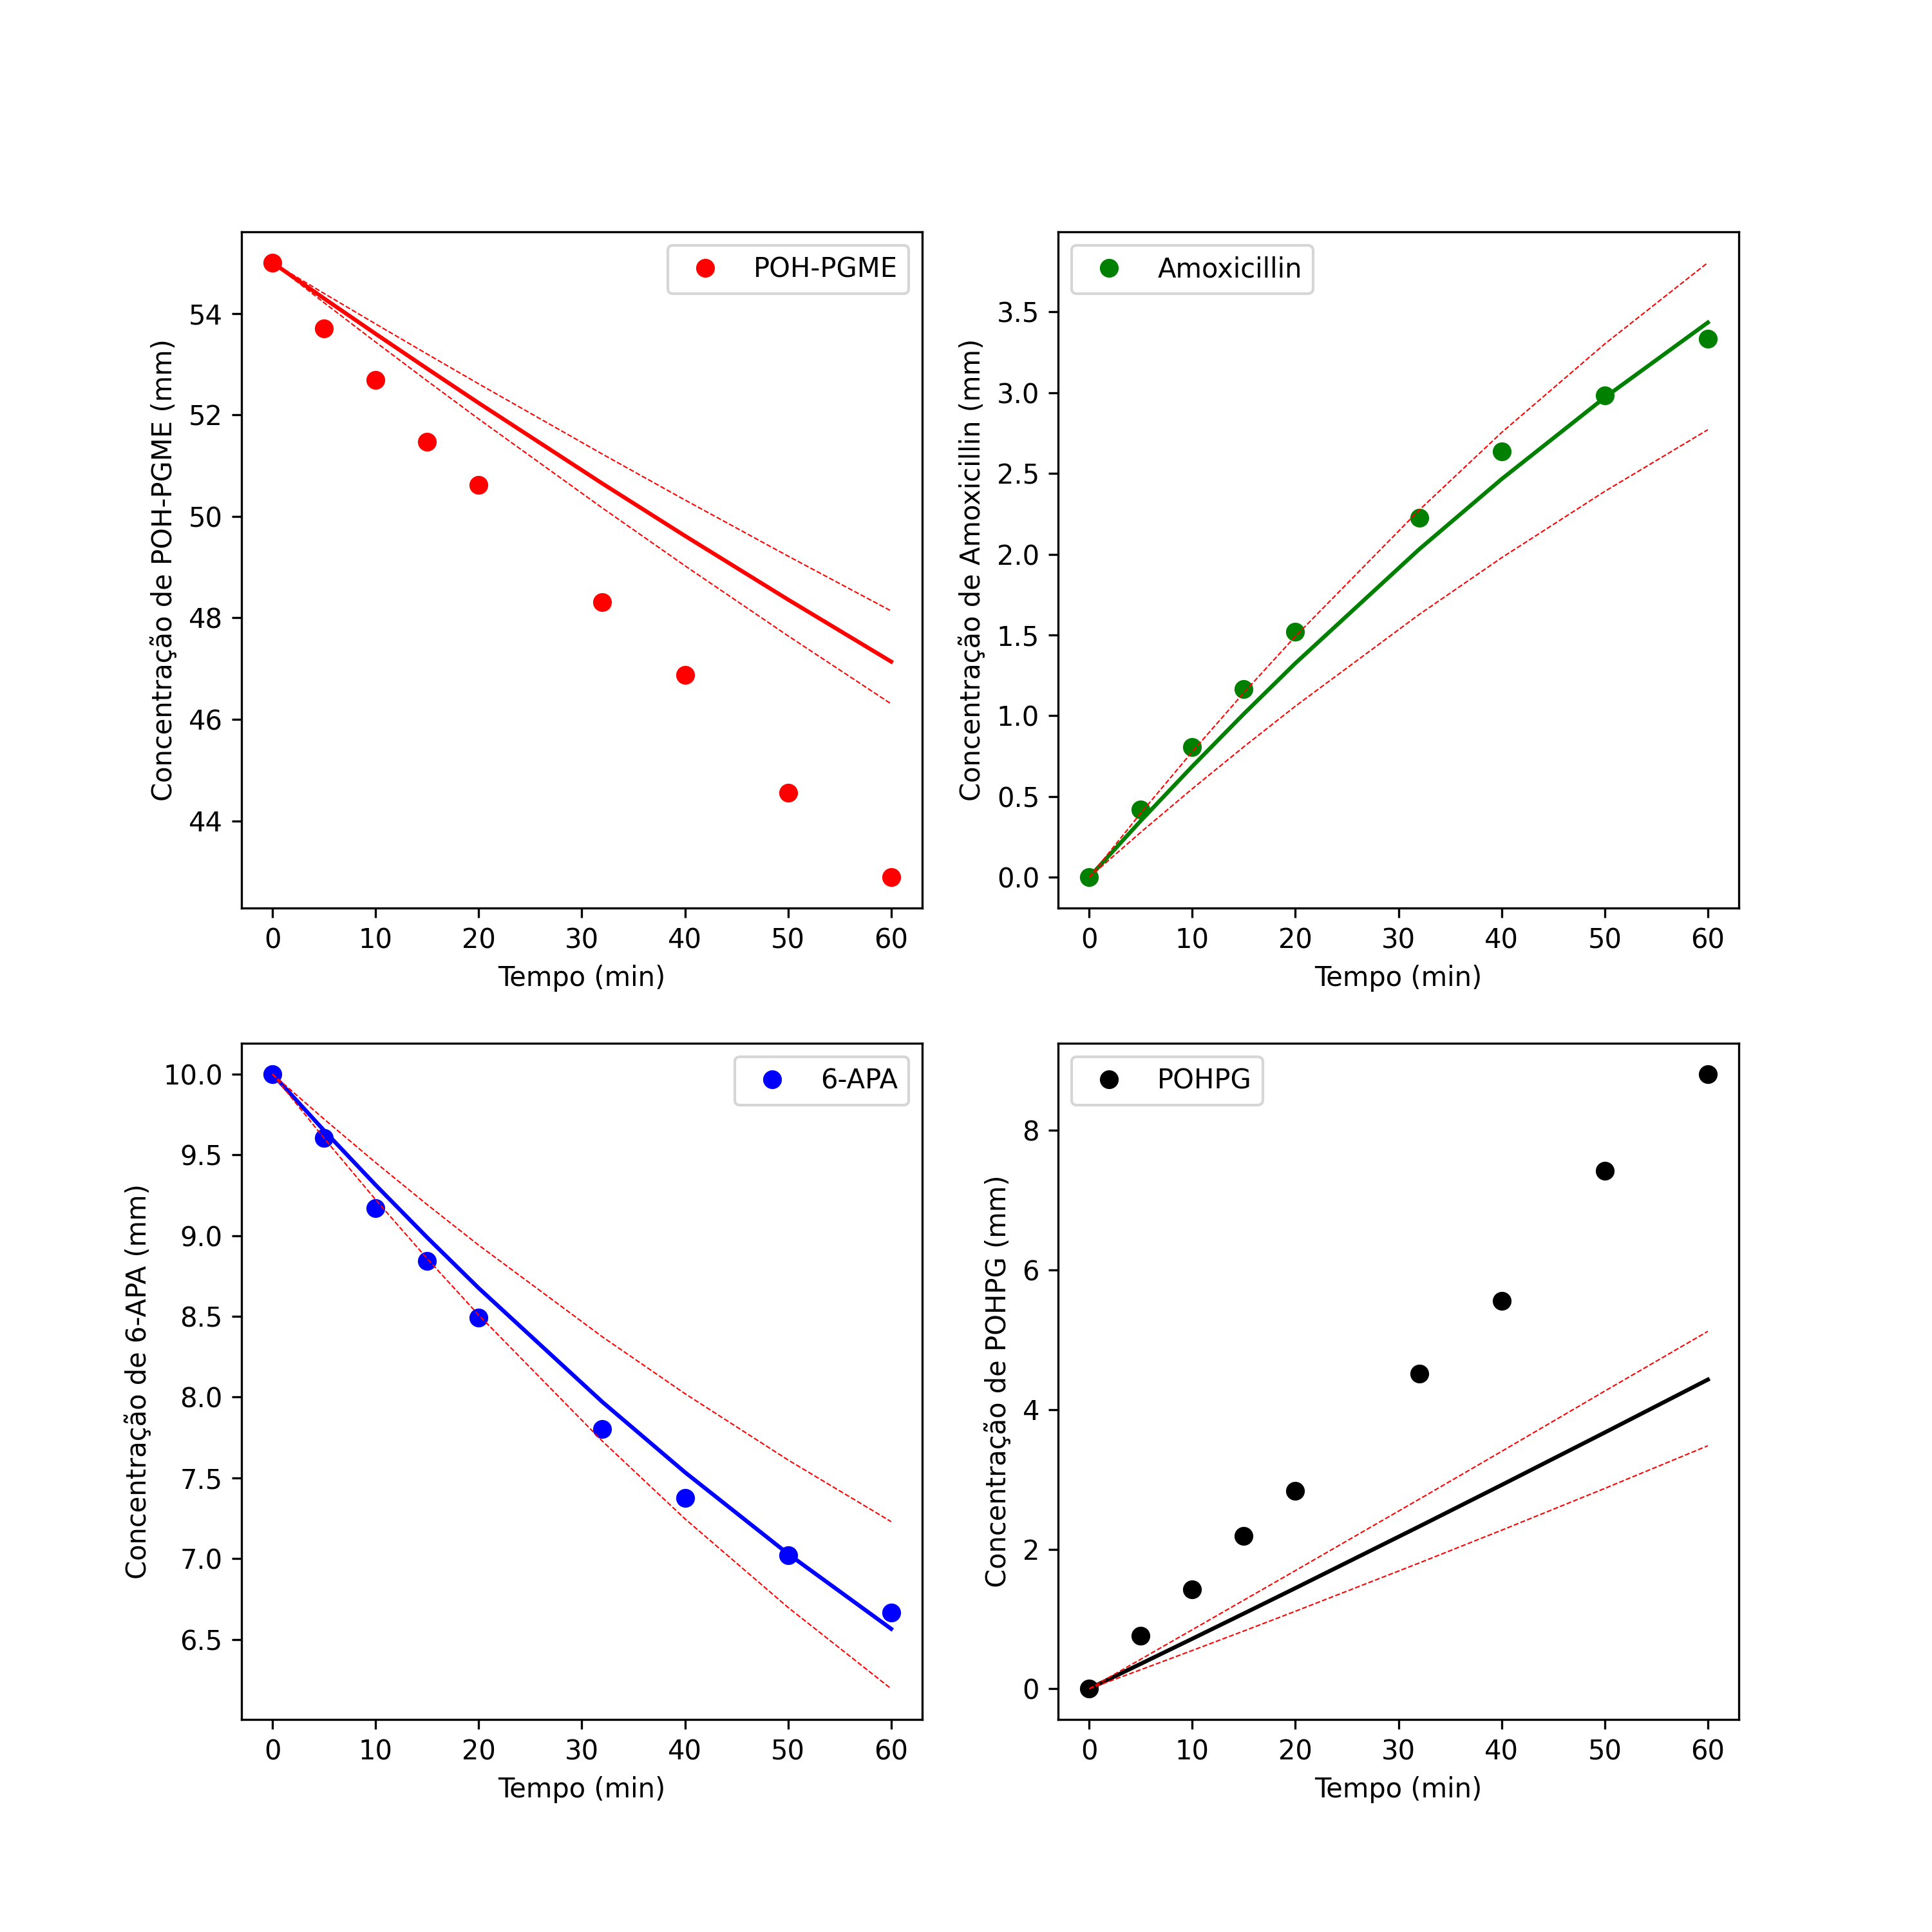 POH-PGME
54
52
50
48
46
44
Concentração de POH-PGME (mm)
0 10 20 30 40 50 60
Tempo (min)
Amoxicillin
3.5
3.0
2.5
2.0
1.5
1.0
0.5
0.0
Concentração de Amoxicillin (mm)
0 10 20 30 40 50 60
Tempo (min)
6-APA
10.0
9.5
9.0
8.5
8.0
7.5
7.0
6.5
Concentração de 6-APA (mm)
0 10 20 30 40 50 60
Tempo (min)
POHPG
8
6
4
2
0
Concentração de POHPG (mm)
0 10 20 30 40 50 60
Tempo (min)